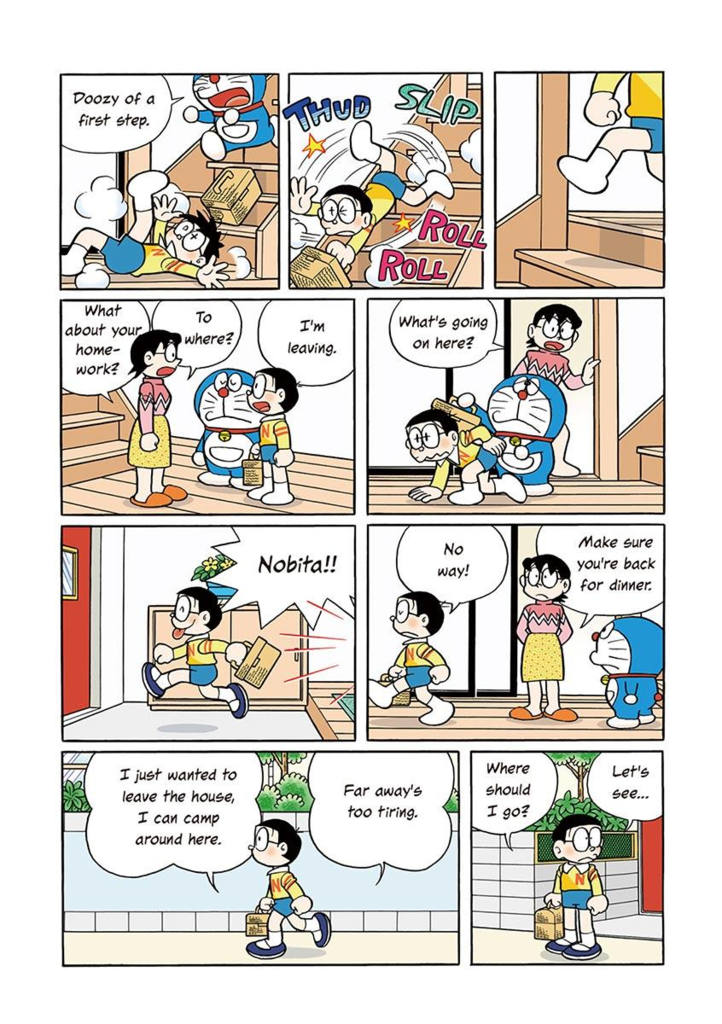 SLIP
THUD
ROLL
ROLL
Doozy of a
first step.
What's going
on here?
I'm
leaving.
To
where?
What
about your
home-
work?
Make sure
you're back
for dinner.
No
way!
Nobita!!
Let's
see...
Where
should
I go?
Far away's
too tiring.
I just wanted to
leave the house,
I can camp
around here.